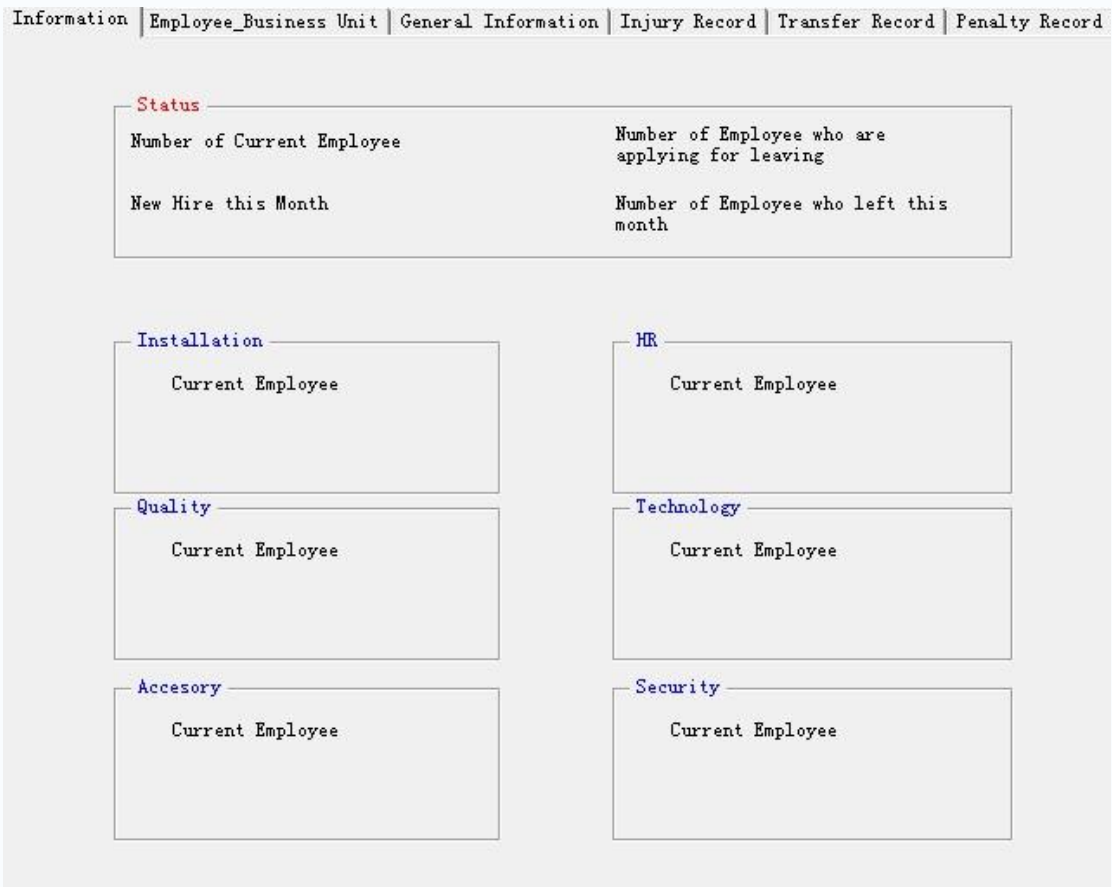 Information Employee_Business Unit General Information Injury Record Transfer Record Penalty Record
Status
Number of Current Employee
Number of Employee who are
applying for leaving
New Hire this Month
Number of Employee who left this
month
Installation
Current Employee
HR
Current Employee
Quality
Current Employee
Technology
Current Employee
Accesory
Current Employee
Security
Current Employee